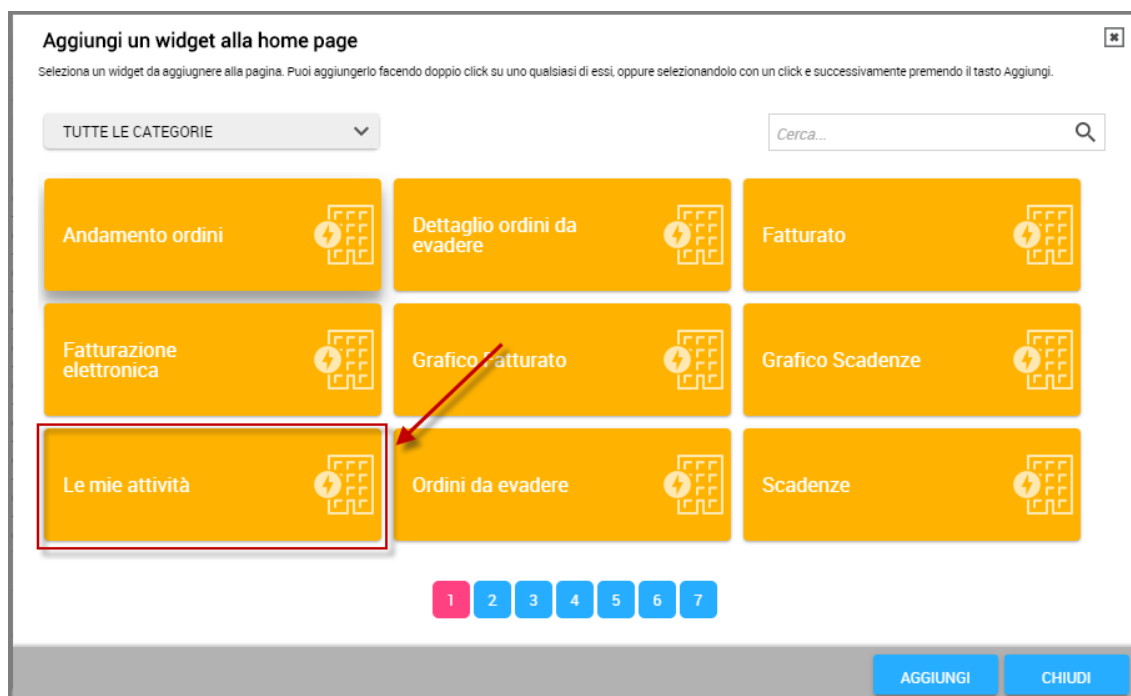 Aggiungi un widget alla home page
Seleziona un widget da aggiugnere alla pagina. Puoi aggiungerlo facendo doppio click su uno qualsiasi di essi, oppure selezionandolo con un click e successivamente premendo il tasto Aggiungi.
TUTTE LE CATEGORIE
Cerca...
Andamento ordini
Dettaglio ordini da
evadere
Fatturato
Fatturazione
elettronica
Grafico Fatturato
Grafico Scadenze
Le mie attività
Ordini da evadere
Scadenze
1 2 3 4 5 6 7
AGGIUNGI CHIUDI